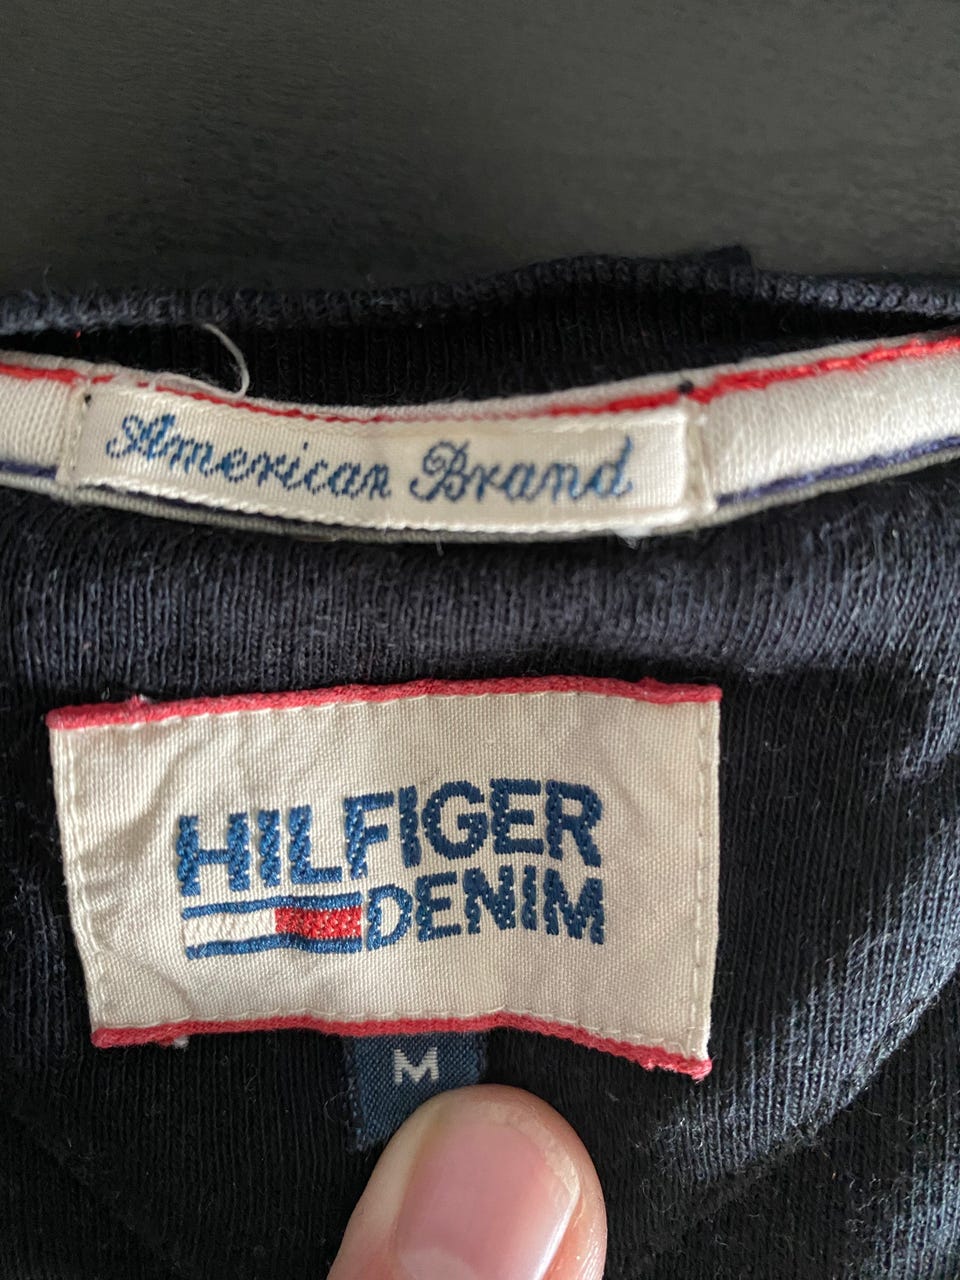 American Brand
HILFIGER
DENIM
M